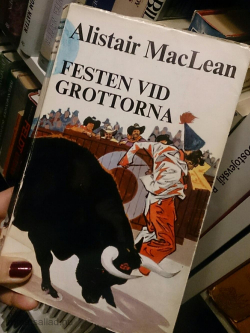 Alistair MacLean
FESTEN VID
GROTTORNA